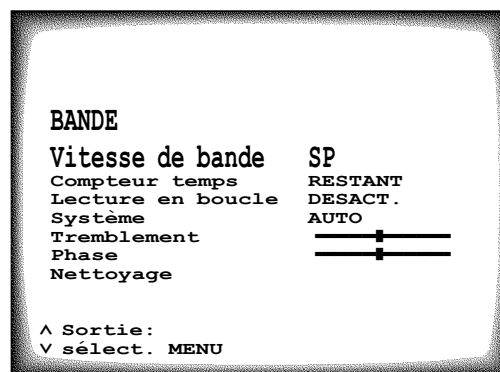 BANDE
Vitesse de bande SP
Compteur temps RESTANT
Lecture en boucle DESACT.
Système AUTO
Tremblement
Phase
Nettoyage
∧ Sortie:
∨ sélect. MENU